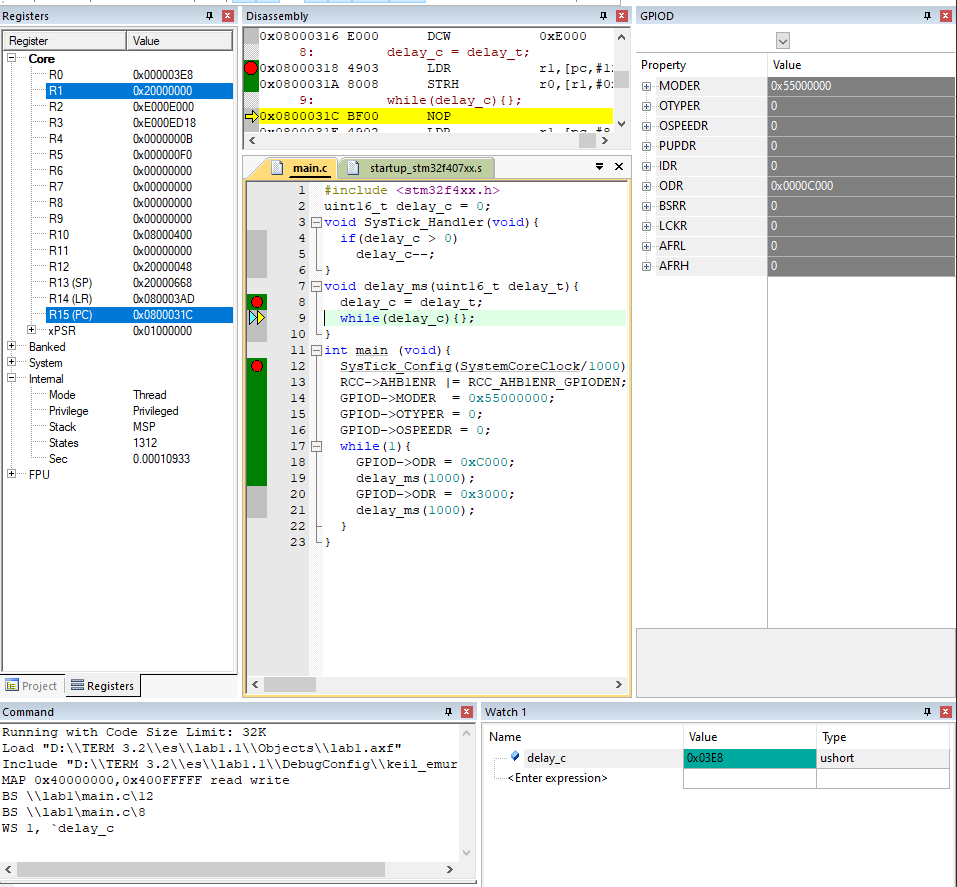 Registers
Register Value
Core
R0 0x000003E8
R1 0x20000000
R2 0xE000E000
R3 0xE000ED18
R4 0x0000000B
R5 0x000000F0
R6 0x00000000
R7 0x00000000
R8 0x00000000
R9 0x00000000
R10 0x08000400
R11 0x00000000
R12 0x20000048
R13 (SP) 0x20000668
R14 (LR) 0x080003AD
R15 (PC) 0x0800031C
xPSR 0x01000000
Banked
System
Internal
Mode Thread
Privilege Privileged
Stack MSP
States 1312
Sec 0.00010933
FPU
Project Registers
Disassembly
0x08000316 E000 DCW 0xE000
8: delay_c = delay_t;
0x08000318 4903 LDR r1,[pc,#12
0x0800031A 8008 STRH r0,[r1,#0
9: while(delay_c){};
0x0800031C BF00 NOP
0x0800031E 4902 LDR r1,[pc,#8
main.c startup_stm32f407xx.s
1 #include <stm32f4xx.h>
2 uint16_t delay_c = 0;
3 void SysTick_Handler(void){
4 if(delay_c > 0)
5 delay_c--;
6 }
7 void delay_ms(uint16_t delay_t){
8 delay_c = delay_t;
9 while(delay_c){};
10 }
11 int main (void){
12 SysTick_Config(SystemCoreClock/1000)
13 RCC->AHB1ENR |= RCC_AHB1ENR_GPIODEN;
14 GPIOD->MODER = 0x55000000;
15 GPIOD->OTYPER = 0;
16 GPIOD->OSPEEDR = 0;
17 while(1){
18 GPIOD->ODR = 0xC000;
19 delay_ms(1000);
20 GPIOD->ODR = 0x3000;
21 delay_ms(1000);
22 }
23 }
GPIOD
Property Value
MODER 0x55000000
OTYPER 0
OSPEEDR 0
PUPDR 0
IDR 0
ODR 0x0000C000
BSRR 0
LCKR 0
AFRL 0
AFRH 0
Command
Running with Code Size Limit: 32K
Load "D:\\TERM 3.2\\es\\lab1.1\\Objects\\lab1.axf"
Include "D:\\TERM 3.2\\es\\lab1.1\\DebugConfig\\keil_emur
MAP 0x40000000,0x400FFFFF read write
BS \\lab1\main.c\12
BS \\lab1\main.c\8
WS 1, `delay_c
Watch 1
Name Value Type
delay_c 0x03E8 ushort
<Enter expression>